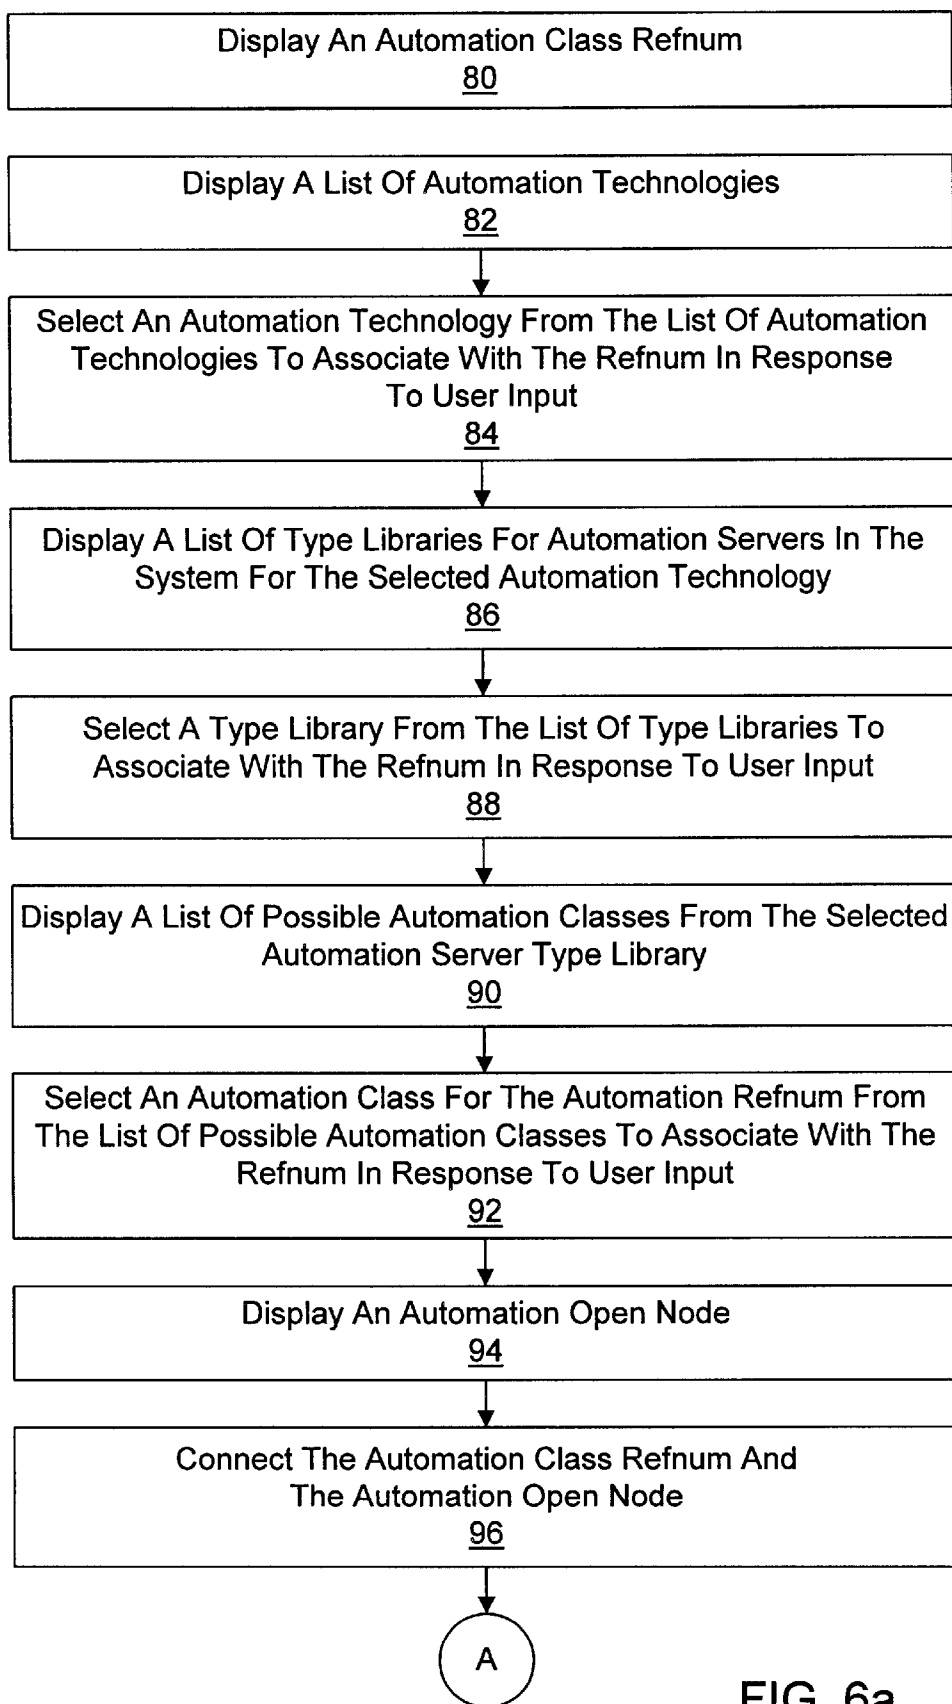 Display An Automation Class Refnum
80
Display A List Of Automation Technologies
82
Select An Automation Technology From The List Of Automation
Technologies To Associate With The Refnum In Response
To User Input
84
Display A List Of Type Libraries For Automation Servers In The
System For The Selected Automation Technology
86
Select A Type Library From The List Of Type Libraries To
Associate With The Refnum In Response To User Input
88
Display A List Of Possible Automation Classes From The Selected
Automation Server Type Library
90
Select An Automation Class For The Automation Refnum From
The List Of Possible Automation Classes To Associate With The
Refnum In Response To User Input
92
Display An Automation Open Node
94
Connect The Automation Class Refnum And
The Automation Open Node
96
A
FIG. 6a